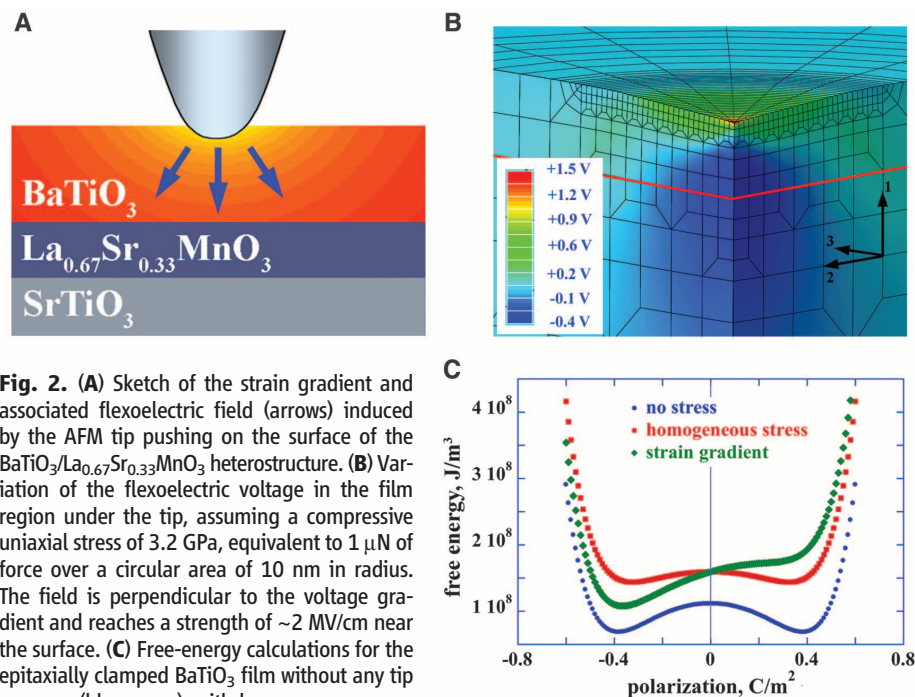 A
BaTiO3
La0.67Sr0.33MnO3
SrTiO3
B
+1.5 V
+1.2 V
+0.9 V
+0.6 V
+0.2 V
-0.1 V
-0.4 V
1
3
2
Fig. 2. (A) Sketch of the strain gradient and
associated flexoelectric field (arrows) induced
by the AFM tip pushing on the surface of the
BaTiO3/La0.67Sr0.33MnO3 heterostructure. (B) Var-
iation of the flexoelectric voltage in the film
region under the tip, assuming a compressive
uniaxial stress of 3.2 GPa, equivalent to 1 μN of
force over a circular area of 10 nm in radius.
The field is perpendicular to the voltage gra-
dient and reaches a strength of ~2 MV/cm near
the surface. (C) Free-energy calculations for the
epitaxially clamped BaTiO3 film without any tip
C
free energy, J/m3
4 10^8
3 10^8
2 10^8
1 10^8
no stress
homogeneous stress
strain gradient
-0.8 -0.4 0 0.4 0.8
polarization, C/m2